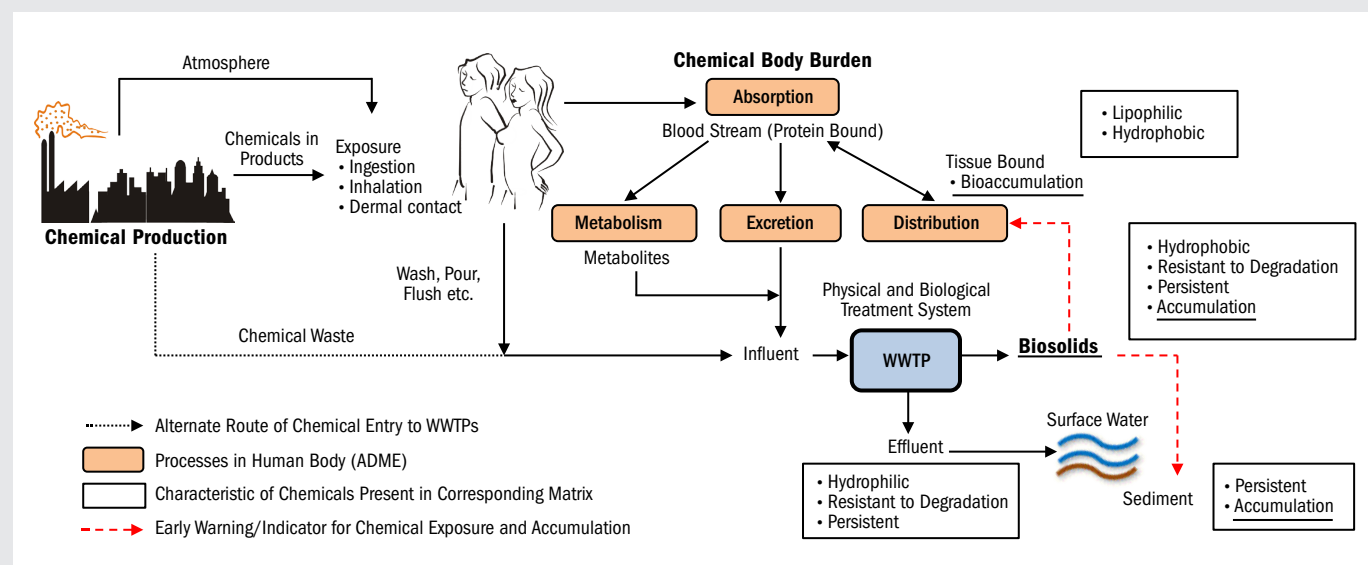 Atmosphere
Chemicals in
Products
Exposure
• Ingestion
• Inhalation
• Dermal contact
Chemical Production
Chemical Body Burden
Absorption
Blood Stream (Protein Bound)
• Lipophilic
• Hydrophobic
Tissue Bound
• Bioaccumulation
Metabolism
Excretion
Distribution
Metabolites
Wash, Pour,
Flush etc.
Physical and Biological
Treatment System
• Hydrophobic
• Resistant to Degradation
• Persistent
• Accumulation
Chemical Waste
Influent
WWTP
Biosolids
Effluent
Surface Water
• Hydrophilic
• Resistant to Degradation
• Persistent
Sediment
• Persistent
• Accumulation
Alternate Route of Chemical Entry to WWTPs
Processes in Human Body (ADME)
Characteristic of Chemicals Present in Corresponding Matrix
Early Warning/Indicator for Chemical Exposure and Accumulation